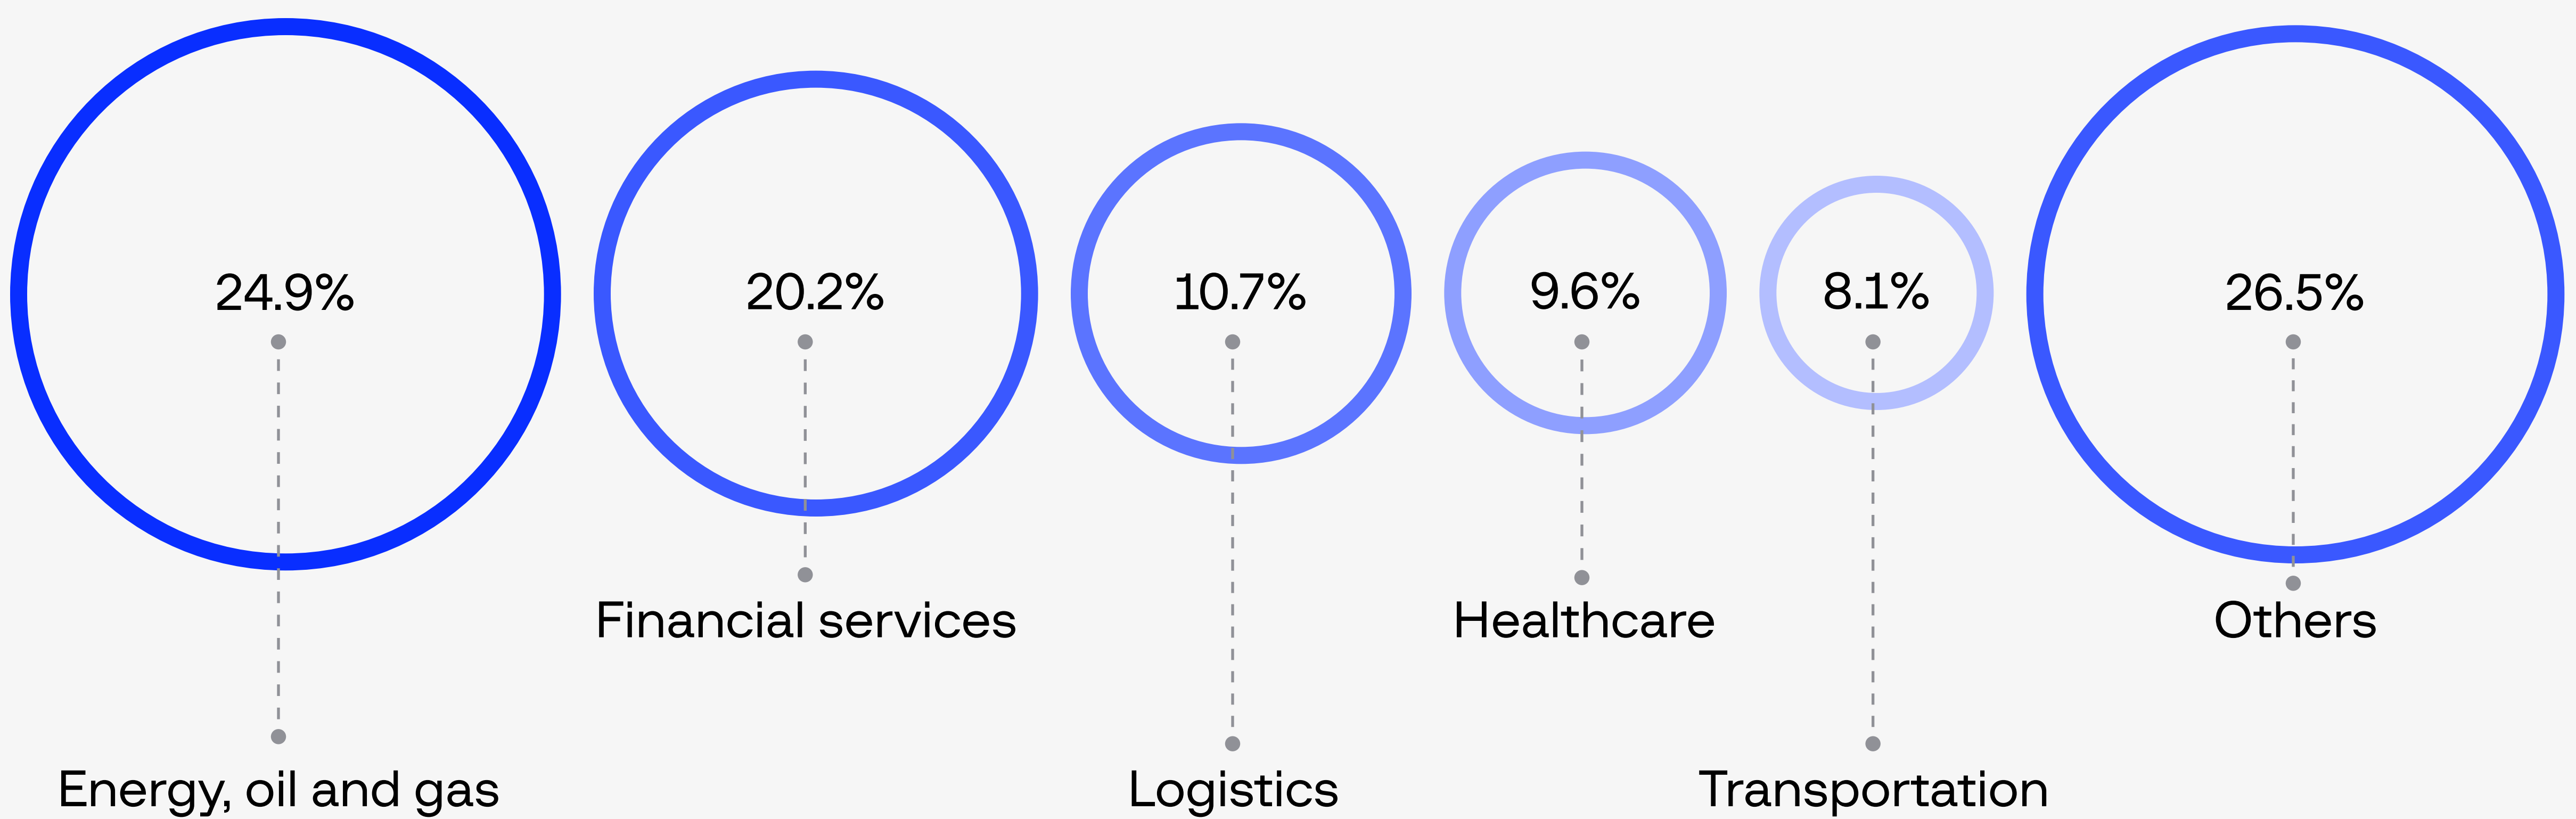 24.9%
20.2%
10.7%
9.6%
8.1%
26.5%
Financial services
Healthcare
Others
Energy, oil and gas
Logistics
Transportation